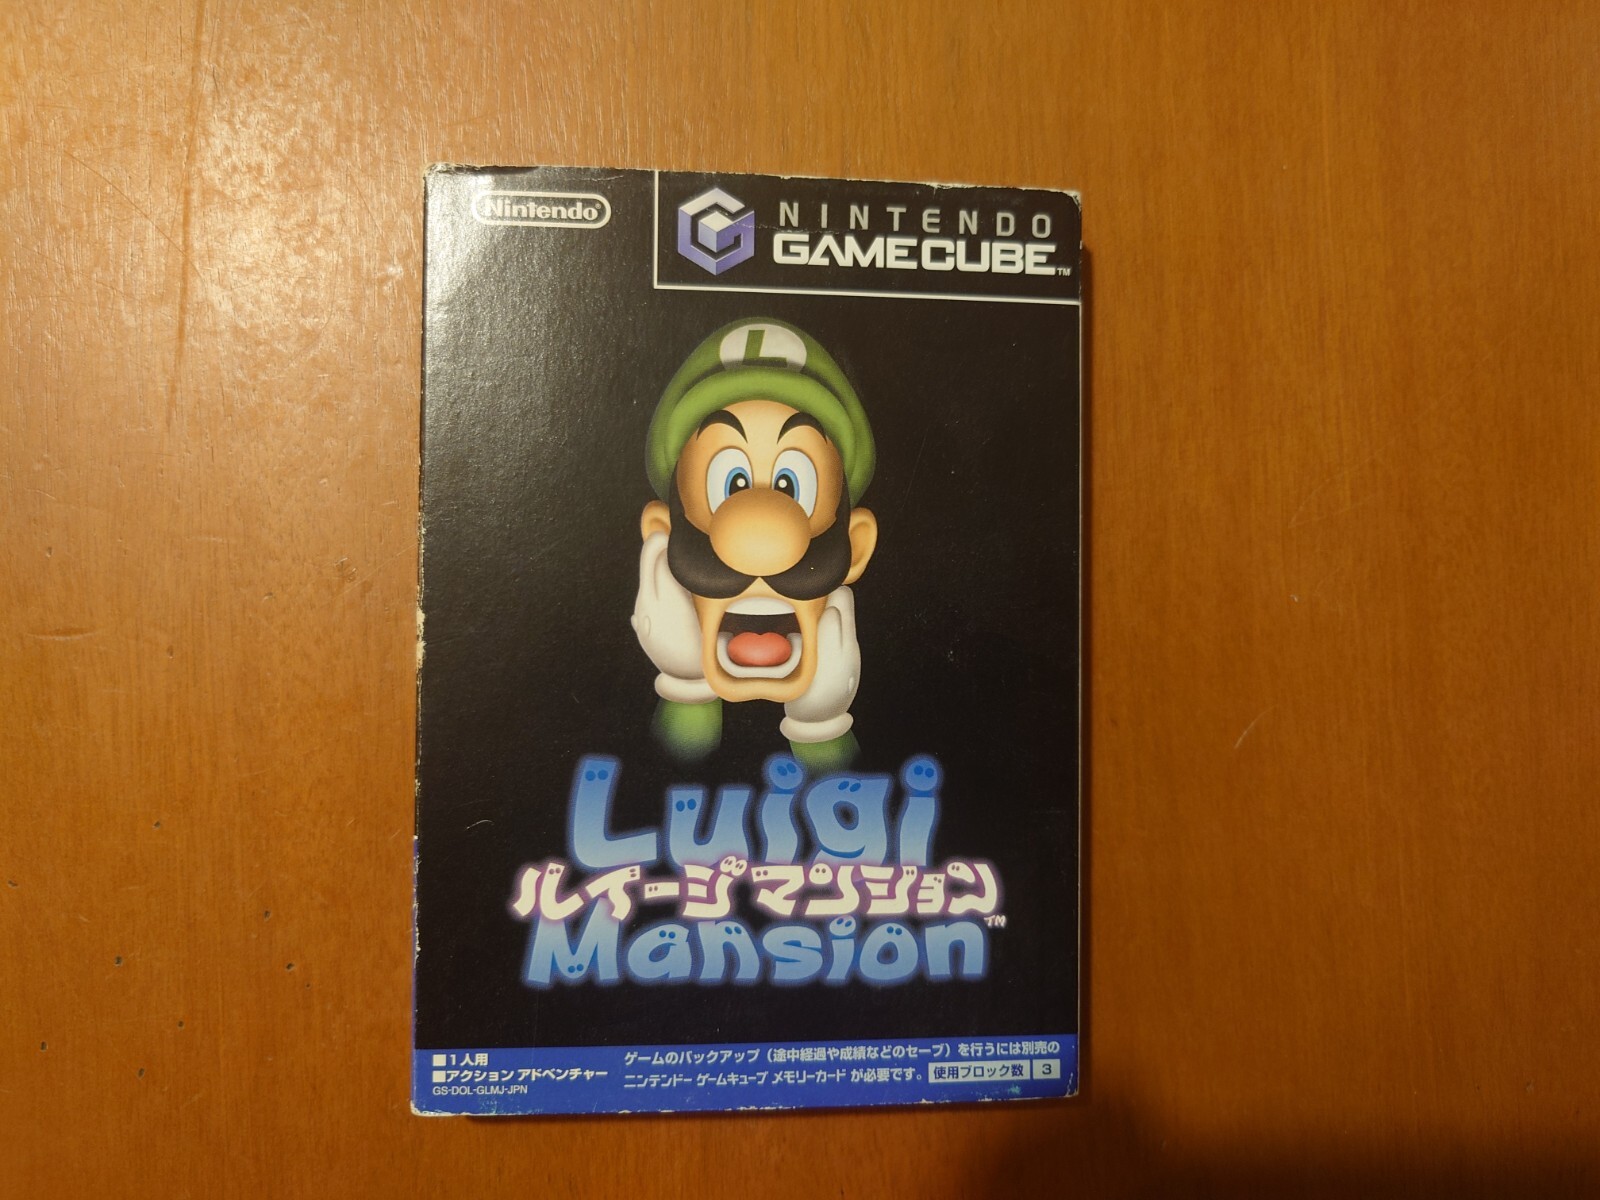 Nintendo
NINTENDO
GAMECUBE™
L
Luigi
ルイージマンション™
Mansion
■1人用
■アクション アドベンチャー
GS-DOL-GLMJ-JPN
ゲームのバックアップ（途中経過や成績などのセーブ）を行うには別売の
ニンテンドー ゲームキューブ メモリーカード が必要です。 使用ブロック数 3